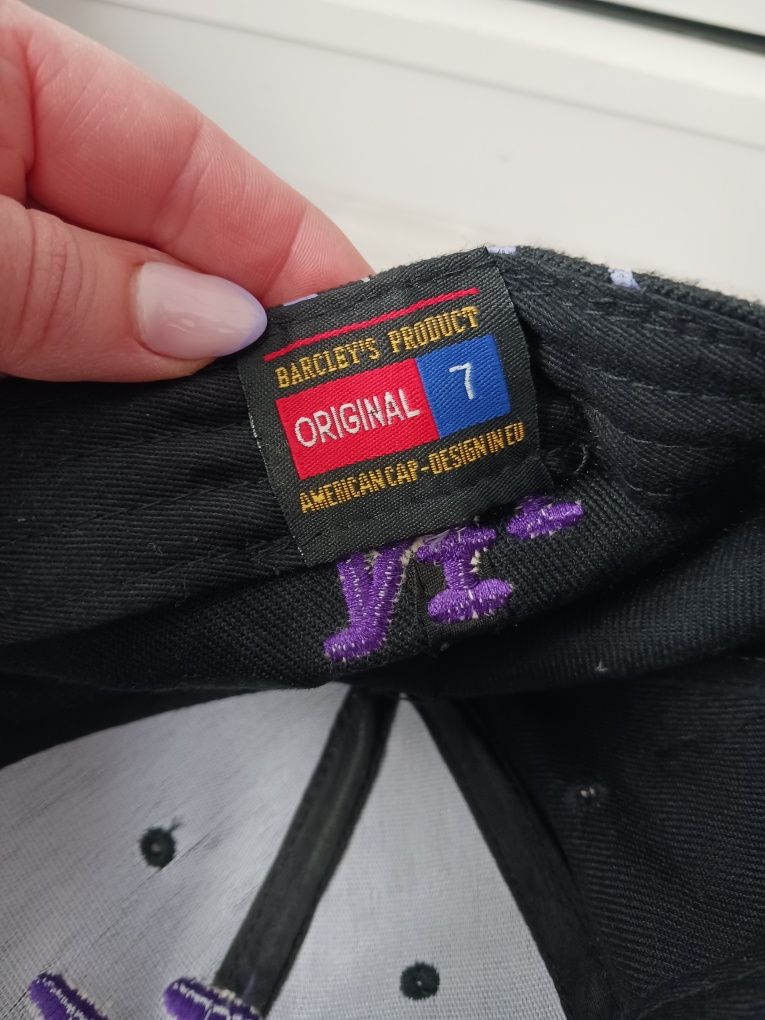 BARCLEY'S PRODUCT
ORIGINAL 7
AMERICAN CAP-DESIGN IN EU